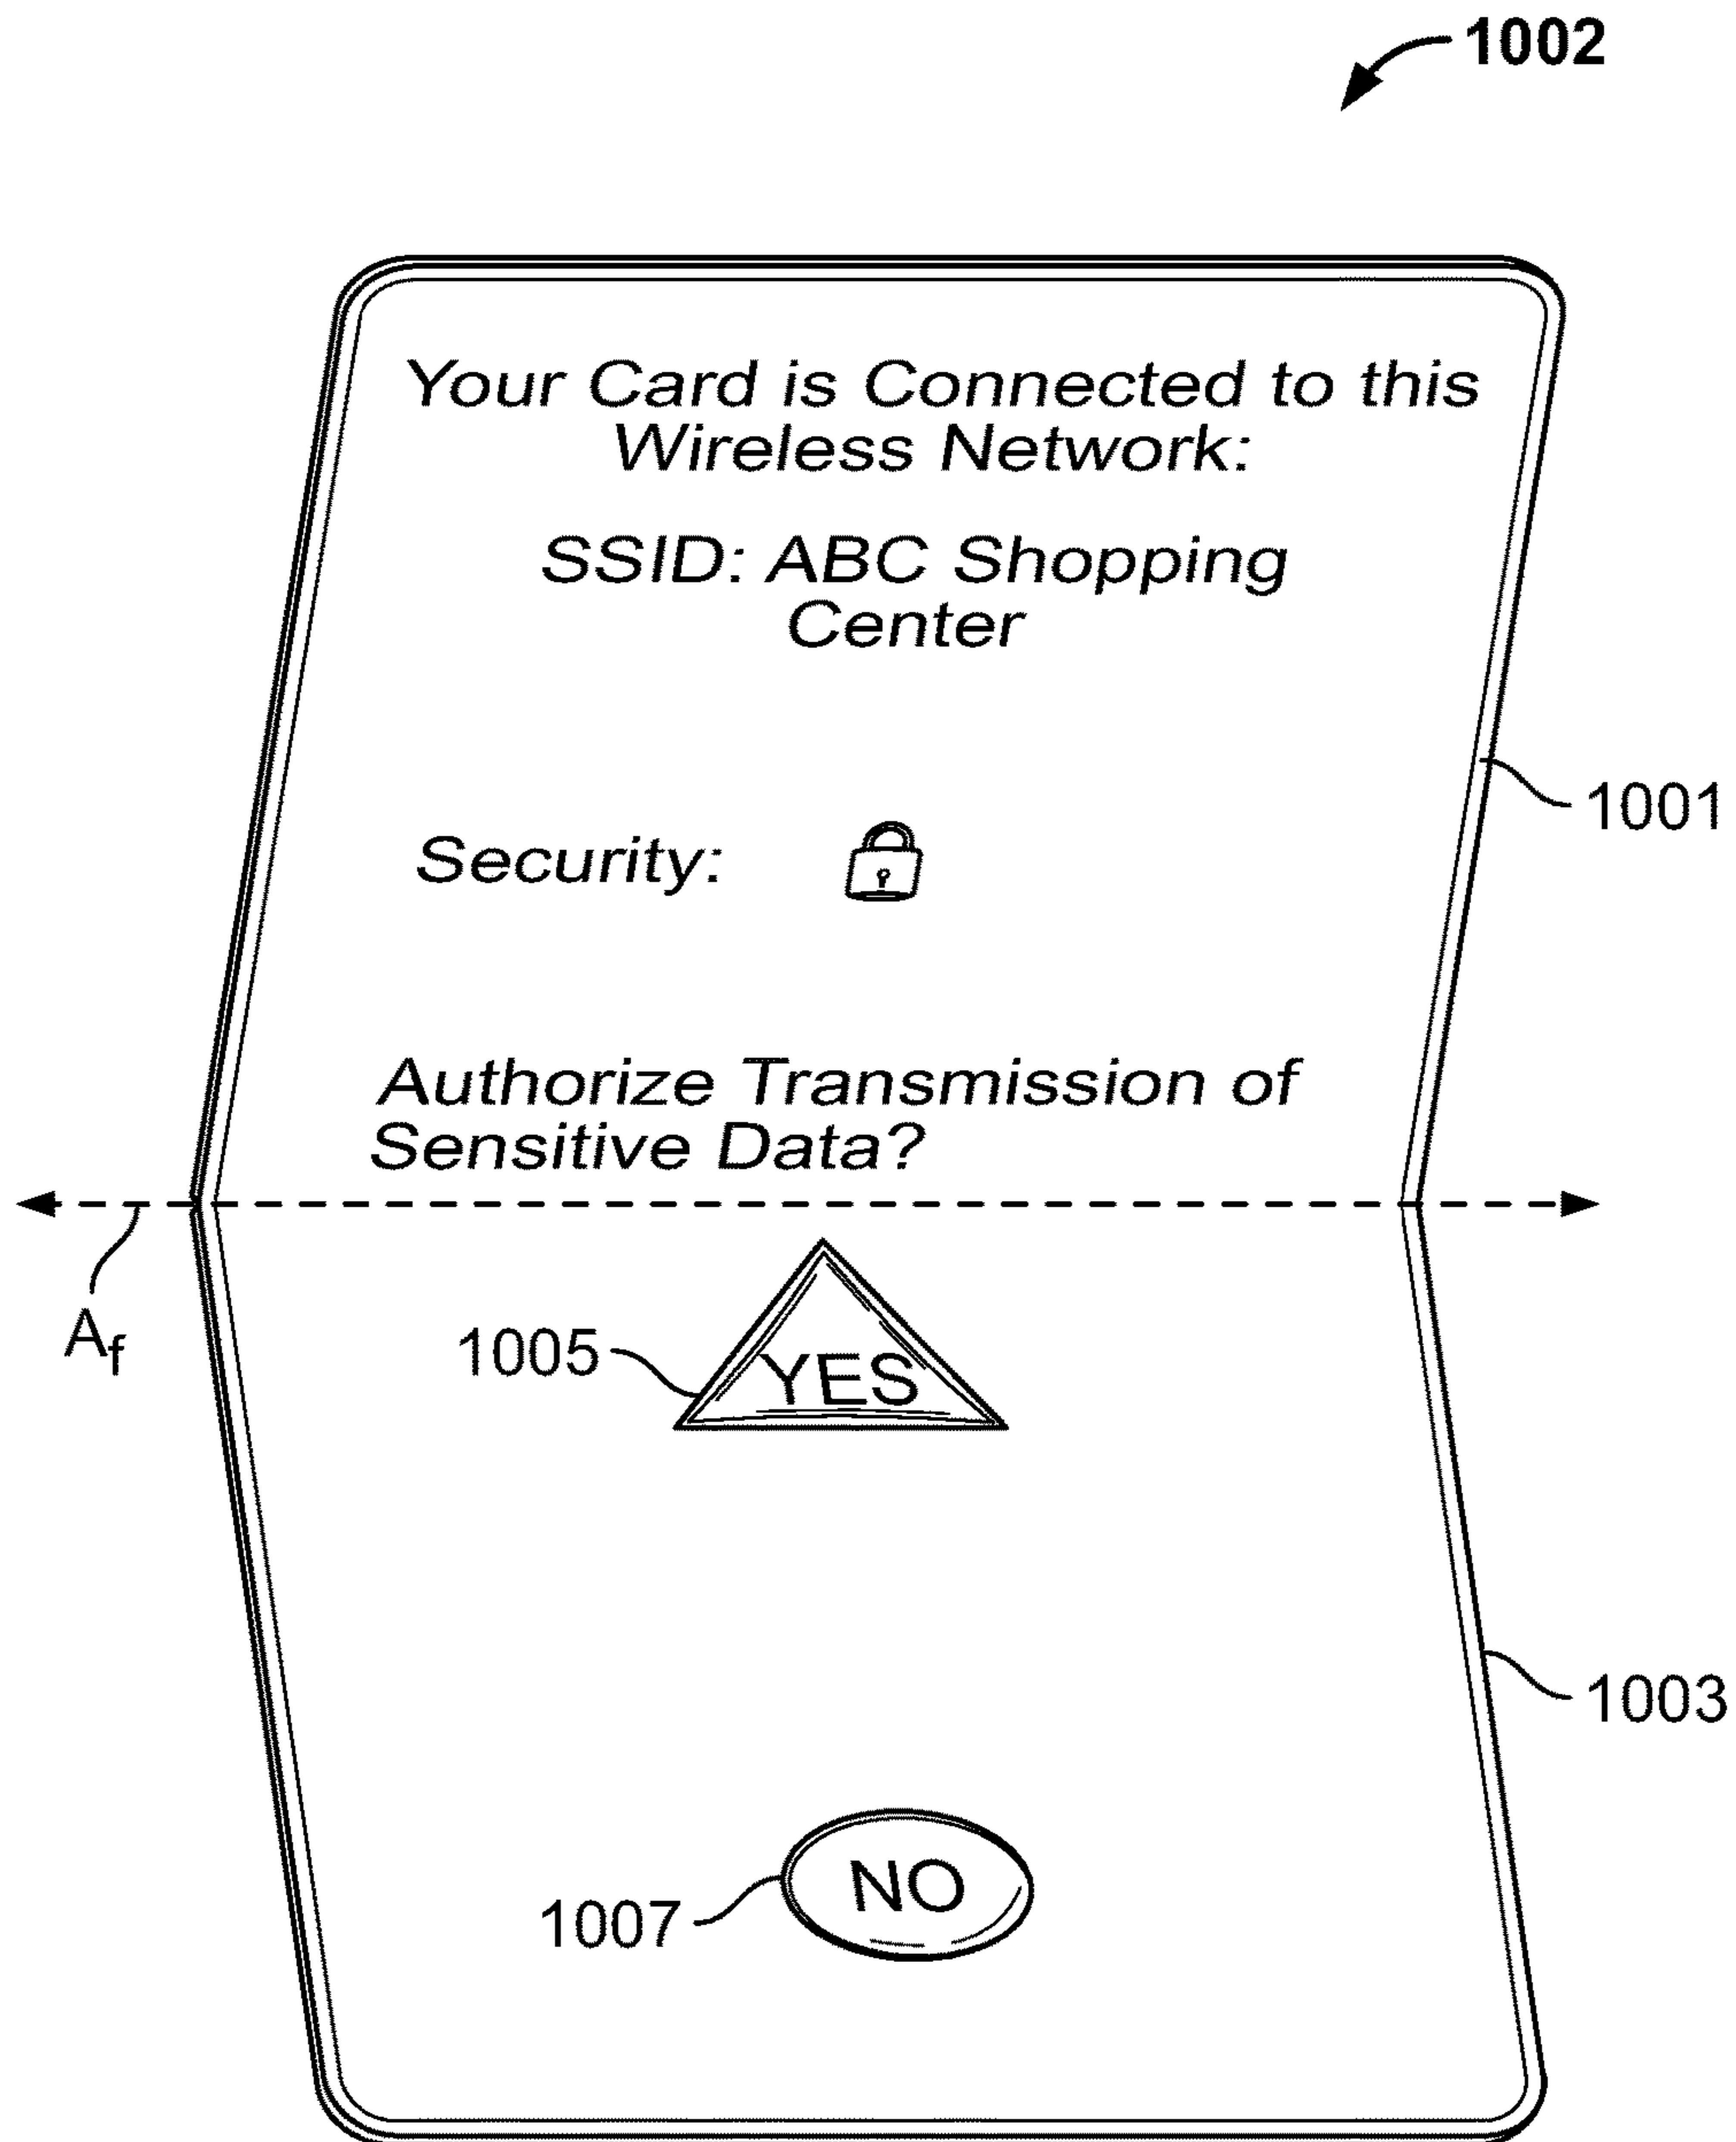 1002
Your Card is Connected to this
Wireless Network:
SSID: ABC Shopping
Center
1001
Security:
Authorize Transmission of
Sensitive Data?
Af
1005
YES
1003
NO
1007